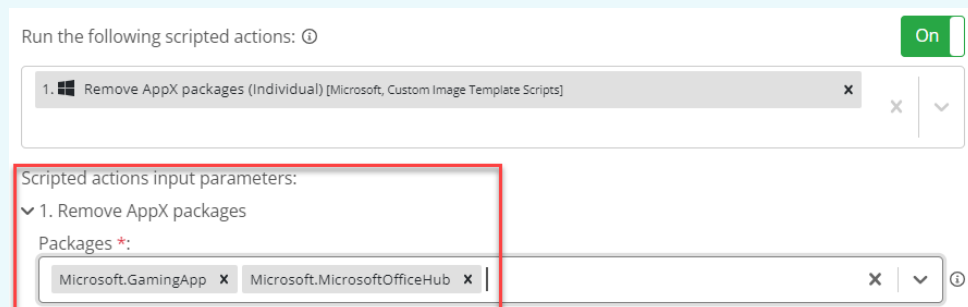 Run the following scripted actions:
On
1. Remove AppX packages (Individual) [Microsoft, Custom Image Template Scripts]
Scripted actions input parameters:
1. Remove AppX packages
Packages *:
Microsoft.GamingApp x Microsoft.MicrosoftOfficeHub x